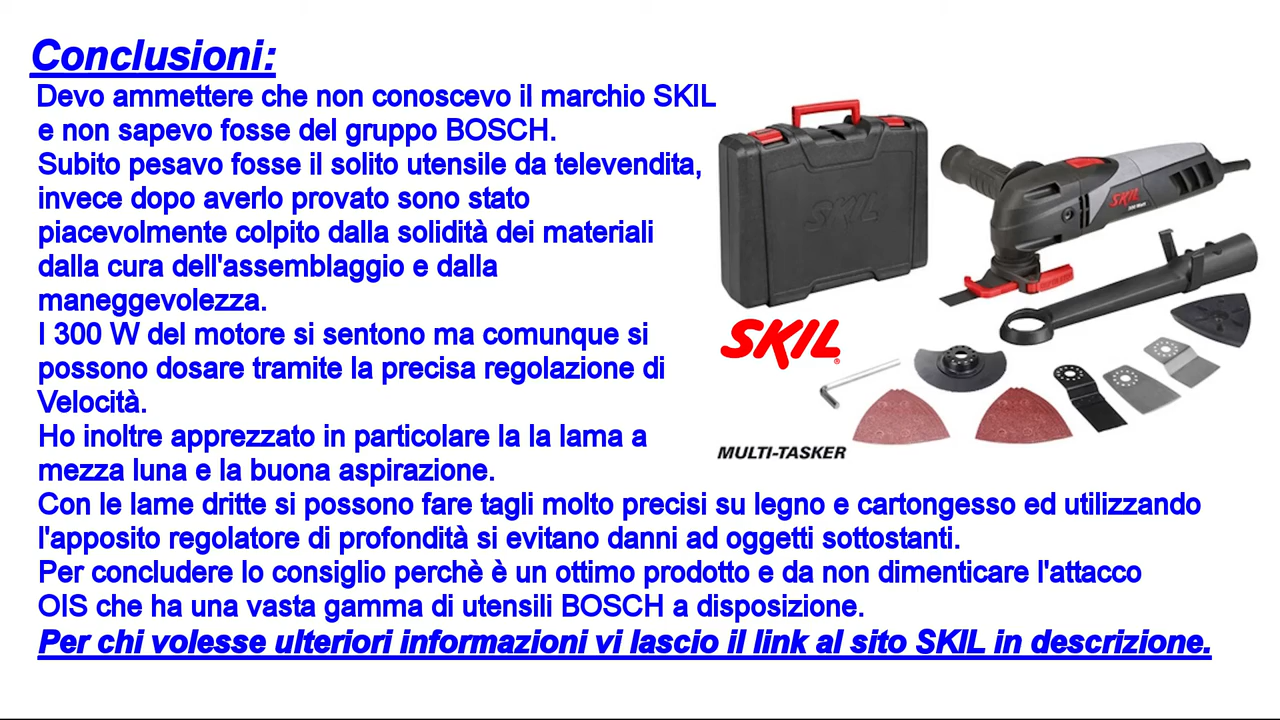 Conclusioni:
Devo ammettere che non conoscevo il marchio SKIL
e non sapevo fosse del gruppo BOSCH.
Subito pesavo fosse il solito utensile da televendita,
invece dopo averlo provato sono stato
piacevolmente colpito dalla solidità dei materiali
dalla cura dell'assemblaggio e dalla
maneggevolezza.
I 300 W del motore si sentono ma comunque si
possono dosare tramite la precisa regolazione di
Velocità.
Ho inoltre apprezzato in particolare la la lama a
mezza luna e la buona aspirazione.
Con le lame dritte si possono fare tagli molto precisi su legno e cartongesso ed utilizzando
l'apposito regolatore di profondità si evitano danni ad oggetti sottostanti.
Per concludere lo consiglio perchè è un ottimo prodotto e da non dimenticare l'attacco
OIS che ha una vasta gamma di utensili BOSCH a disposizione.
Per chi volesse ulteriori informazioni vi lascio il link al sito SKIL in descrizione.
SKIL
SKIL
SKIL®
MULTI-TASKER